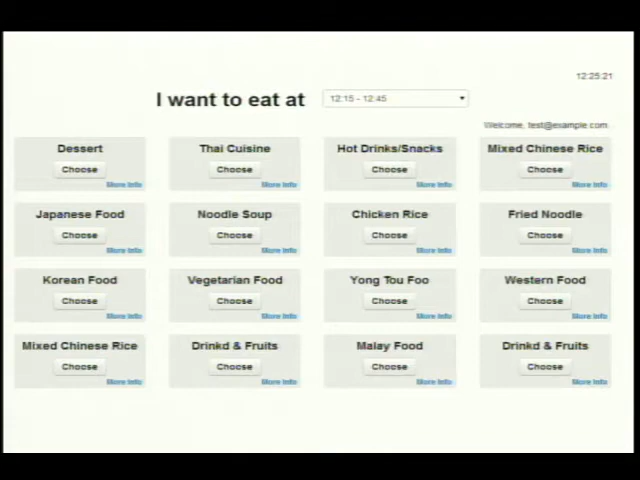 12:25:21
I want to eat at 12:15 - 12:45
Welcome, test@example.com
Dessert Thai Cuisine Hot Drinks/Snacks Mixed Chinese Rice
Choose Choose Choose Choose
More Info More Info More Info More Info
Japanese Food Noodle Soup Chicken Rice Fried Noodle
Choose Choose Choose Choose
More Info More Info More Info More Info
Korean Food Vegetarian Food Yong Tou Foo Western Food
Choose Choose Choose Choose
More Info More Info More Info More Info
Mixed Chinese Rice Drinkd & Fruits Malay Food Drinkd & Fruits
Choose Choose Choose Choose
More Info More Info More Info More Info